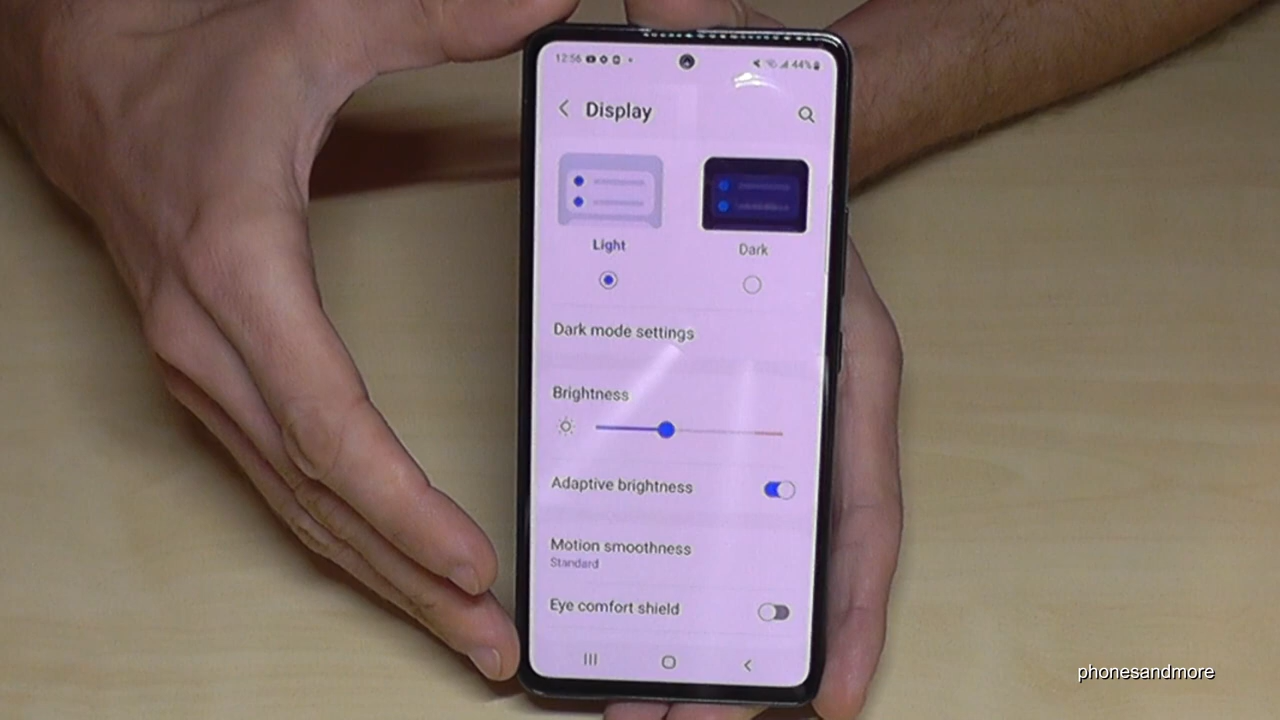 12:56
44%
Display
Light
Dark
Dark mode settings
Brightness
Adaptive brightness
Motion smoothness
Standard
Eye comfort shield
phonesandmore